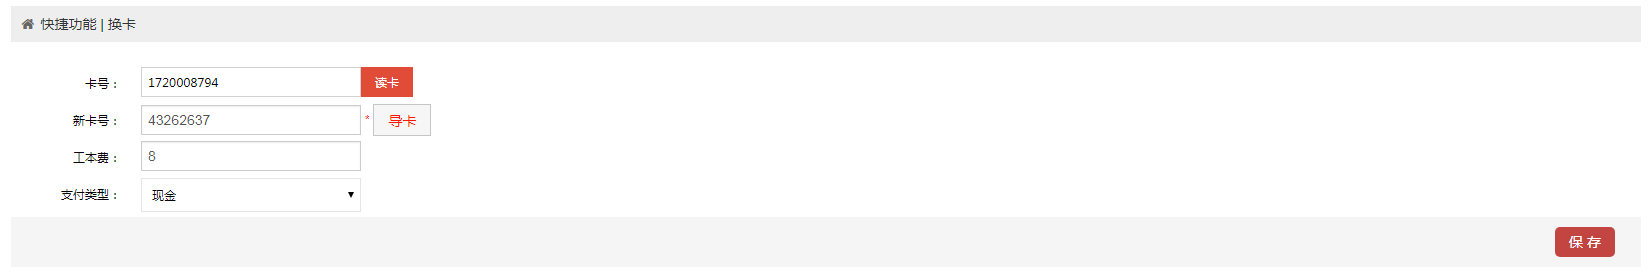 快捷功能 | 换卡
卡号： 1720008794 读卡
新卡号： 43262637 * 导卡
工本费： 8
支付类型： 现金
保 存